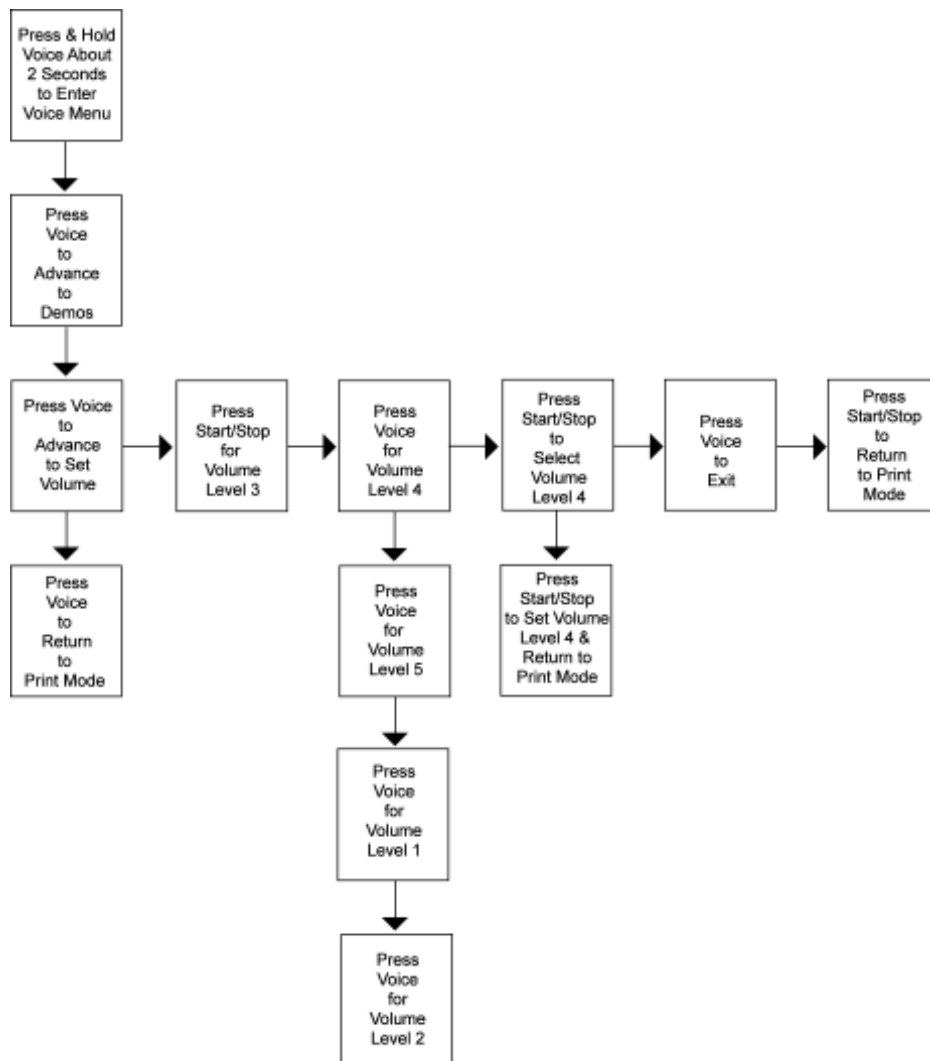 Press & Hold
Voice About
2 Seconds
to Enter
Voice Menu
Press
Voice
to
Advance
to
Demos
Press Voice
to
Advance
to Set
Volume
Press
Start/Stop
for
Volume
Level 3
Press
Voice
for
Volume
Level 4
Press
Start/Stop
to
Select
Volume
Level 4
Press
Voice
to
Exit
Press
Start/Stop
to
Return
to Print
Mode
Press
Voice
to
Return
to
Print Mode
Press
Voice
for
Volume
Level 5
Press
Start/Stop
to Set Volume
Level 4 &
Return to
Print Mode
Press
Voice
for
Volume
Level 1
Press
Voice
for
Volume
Level 2